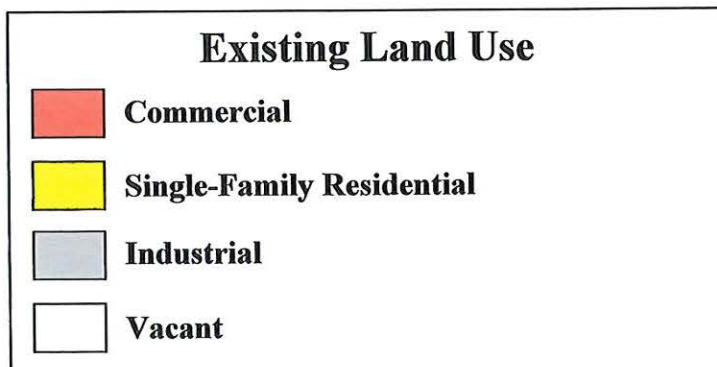 Existing Land Use
Commercial
Single-Family Residential
Industrial
Vacant